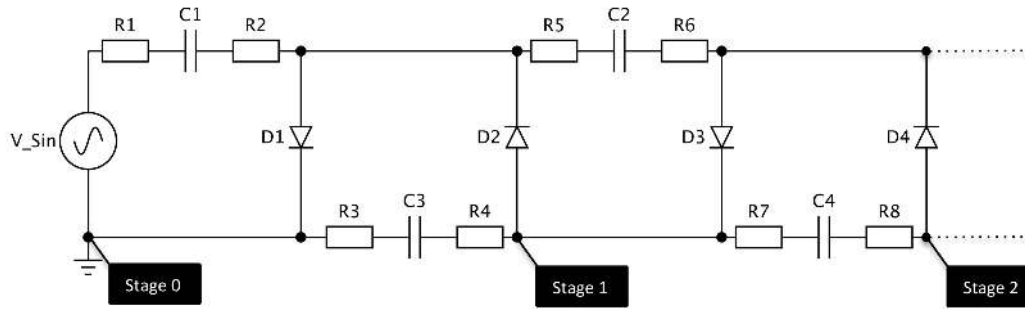 R1
C1
R2
R5
C2
R6
V_Sin
D1
D2
D3
D4
R3
C3
R4
R7
C4
R8
Stage 0
Stage 1
Stage 2